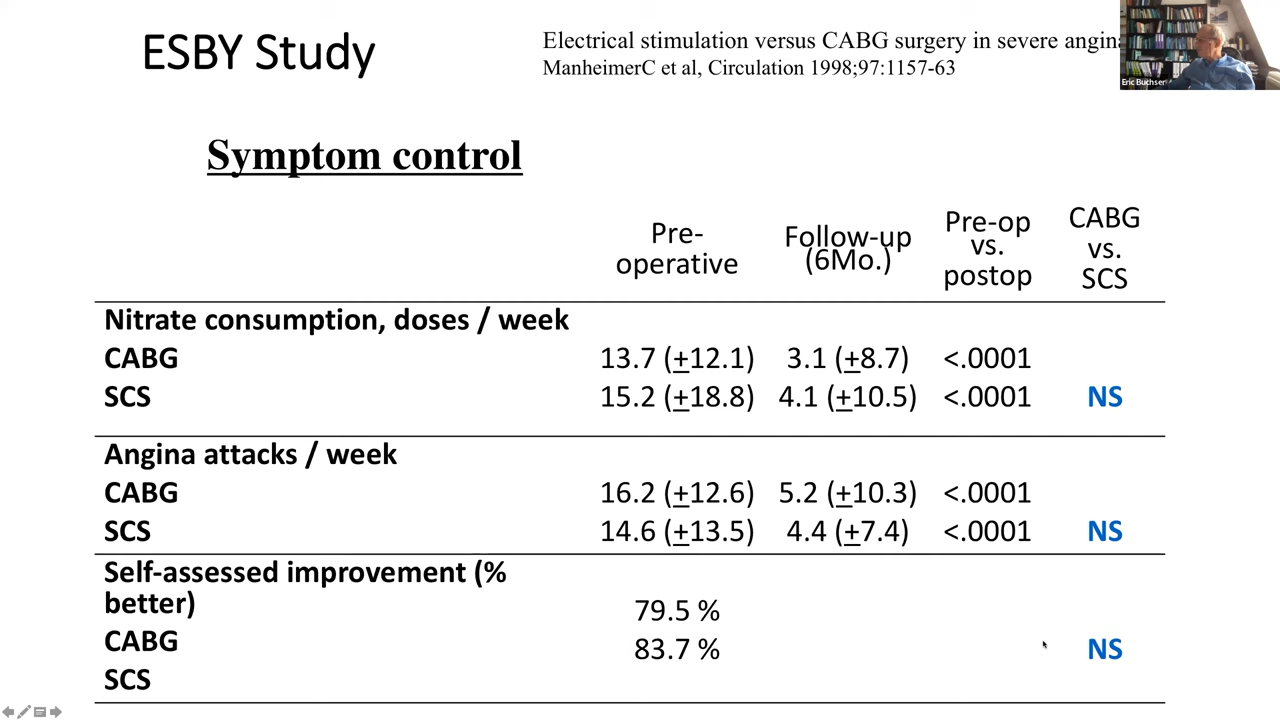 ESBY Study
Electrical stimulation versus CABG surgery in severe angina
ManheimerC et al, Circulation 1998;97:1157-63
Eric Buchser
Symptom control
Pre-
operative
Follow-up
(6Mo.)
Pre-op
vs.
postop
CABG
vs.
SCS
Nitrate consumption, doses / week
CABG 13.7 (±12.1) 3.1 (±8.7) <.0001
SCS 15.2 (±18.8) 4.1 (±10.5) <.0001 NS
Angina attacks / week
CABG 16.2 (±12.6) 5.2 (±10.3) <.0001
SCS 14.6 (±13.5) 4.4 (±7.4) <.0001 NS
Self-assessed improvement (%
better)
79.5 %
CABG
83.7 % NS
SCS